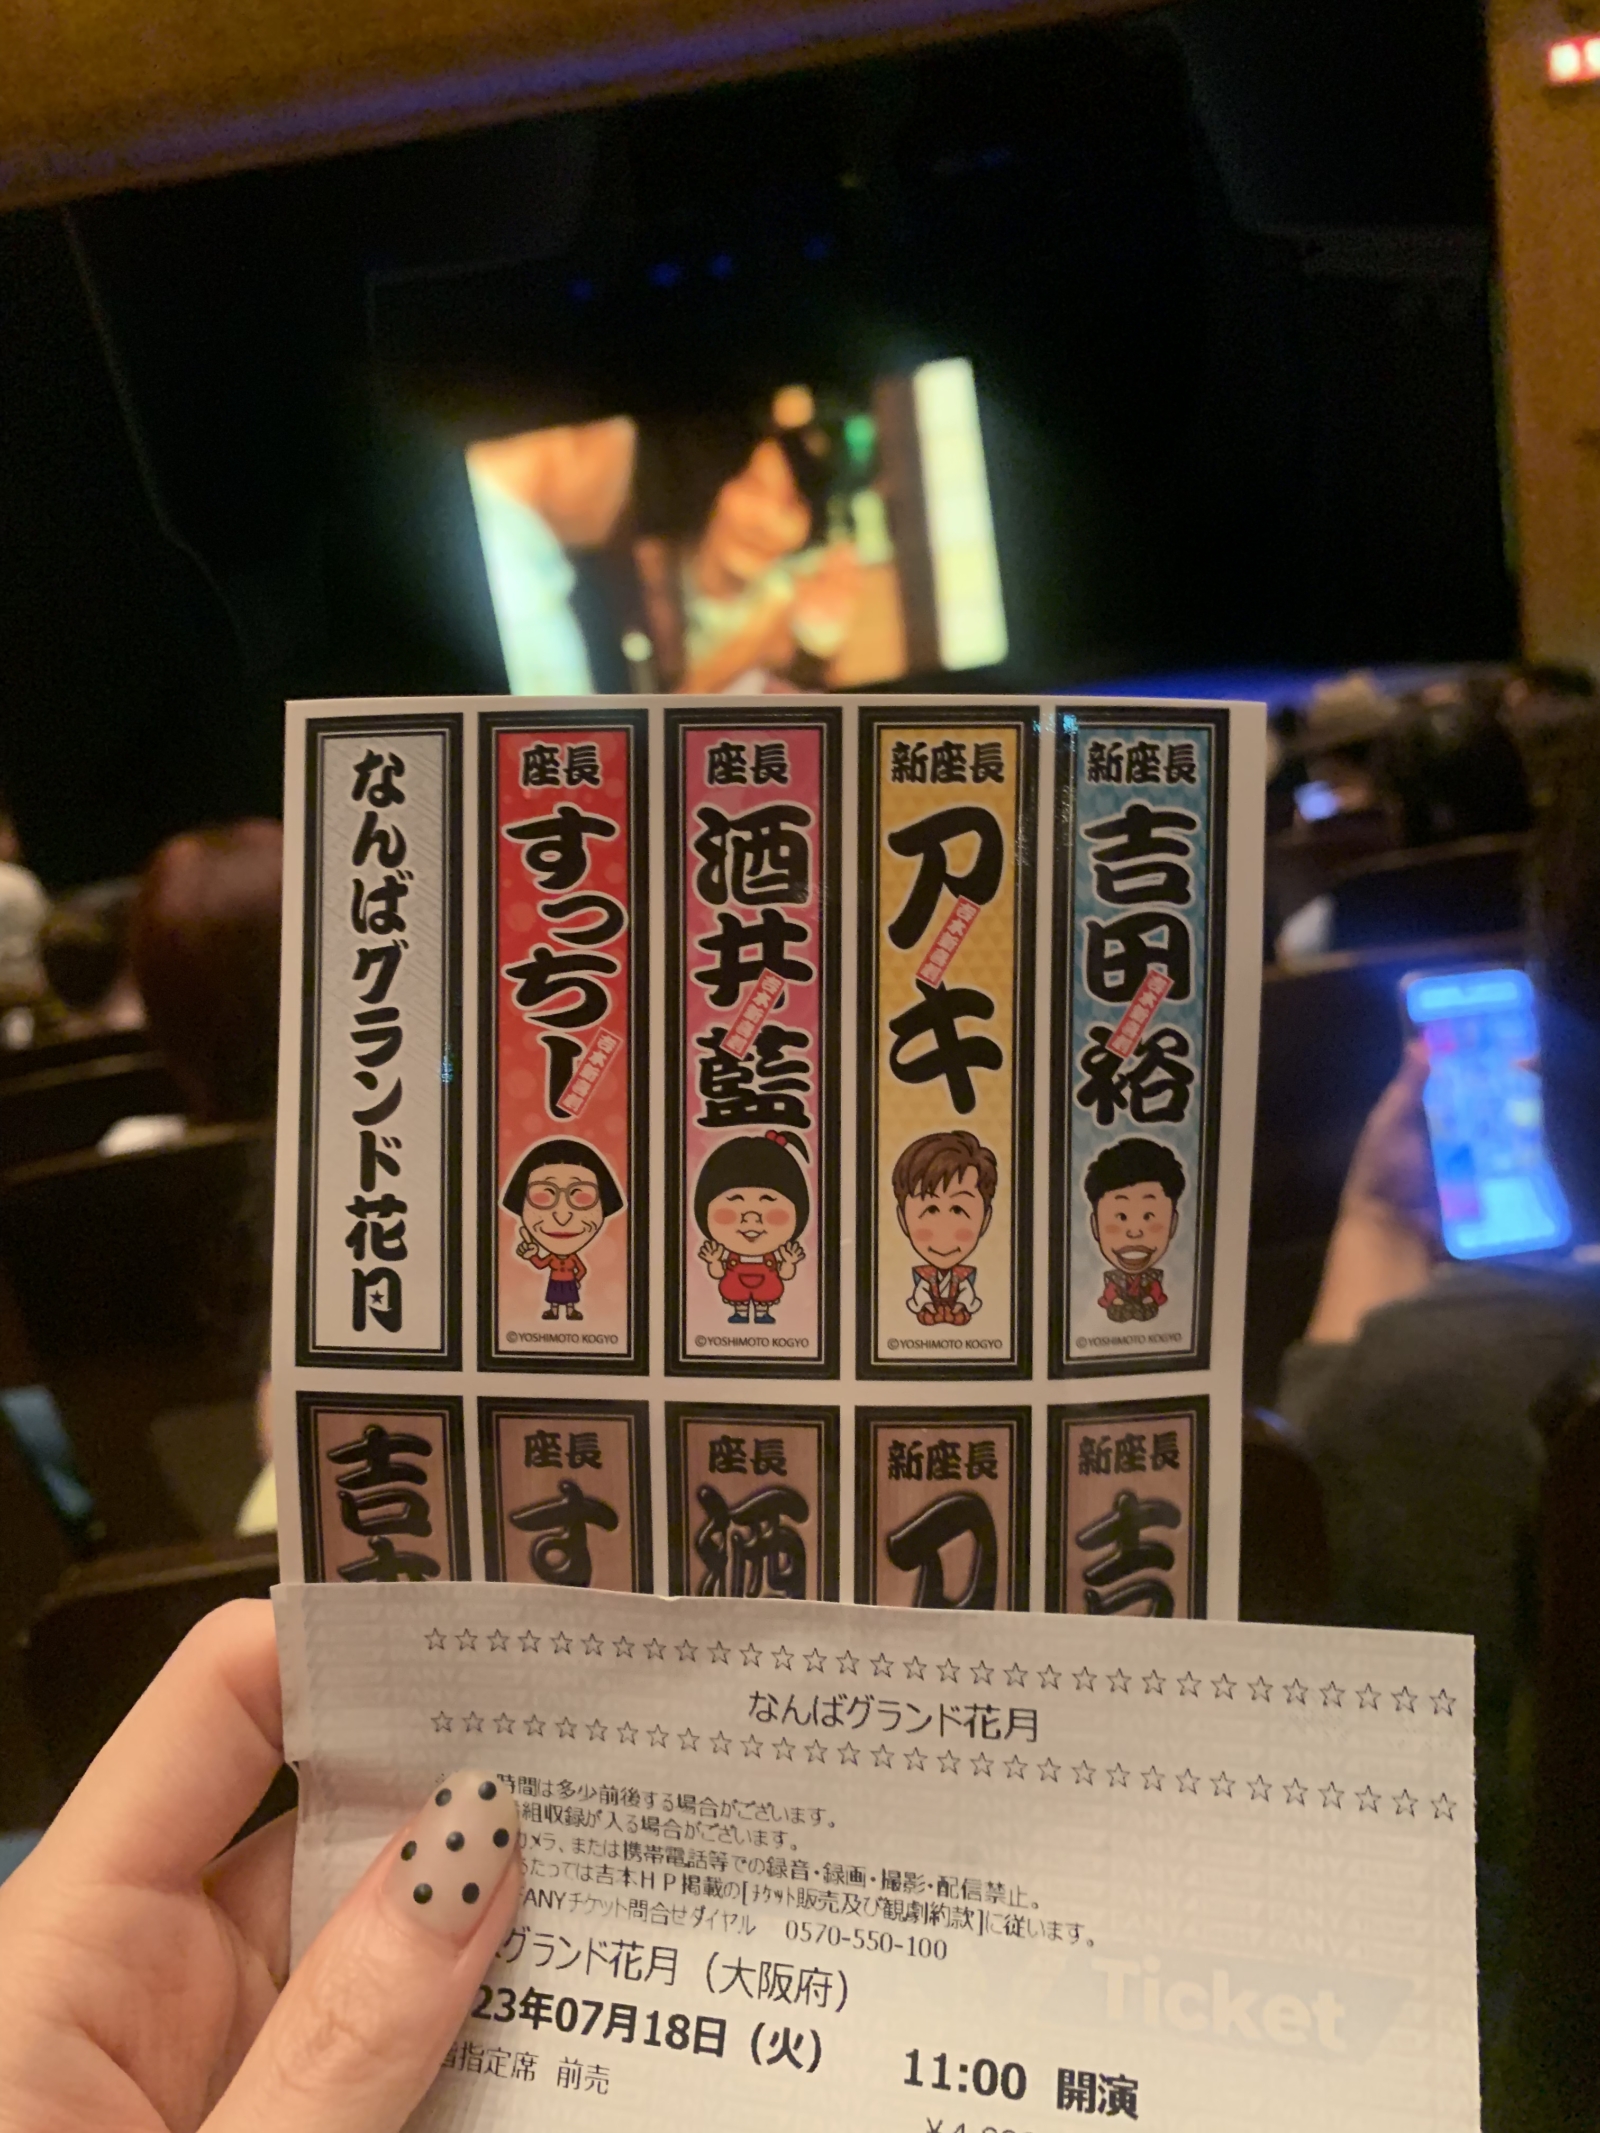 なんばグランド花月
座長
すっちー
吉本新喜劇
©YOSHIMOTO KOGYO
座長
酒井藍
吉本新喜劇
©YOSHIMOTO KOGYO
新座長
アキ
吉本新喜劇
©YOSHIMOTO KOGYO
新座長
吉田裕
吉本新喜劇
©YOSHIMOTO KOGYO
吉
座長
す
座長
酒
新座長
ア
新座長
吉
☆☆☆☆☆☆☆☆☆☆☆☆☆☆☆☆☆☆☆☆☆☆☆☆☆☆☆☆☆☆☆☆
なんばグランド花月
☆☆☆☆☆☆☆☆☆☆☆☆☆☆☆☆☆☆☆☆☆☆☆☆☆☆☆☆☆☆☆☆
時間は多少前後する場合がございます。
組収録が入る場合がございます。
カメラ、または携帯電話等での録音・録画・撮影・配信禁止。
たっては吉本HP掲載の[チケット販売及び観劇約款]に従います。
FANYチケット問合せダイヤル 0570-550-100
グランド花月(大阪府)
23年07月18日(火) 11:00 開演
階指定席 前売
Ticket